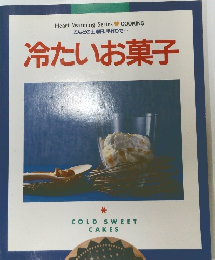 Heart Warming Series ♥ COOKING
冷たいお菓子
COLD SWEET
CAKES